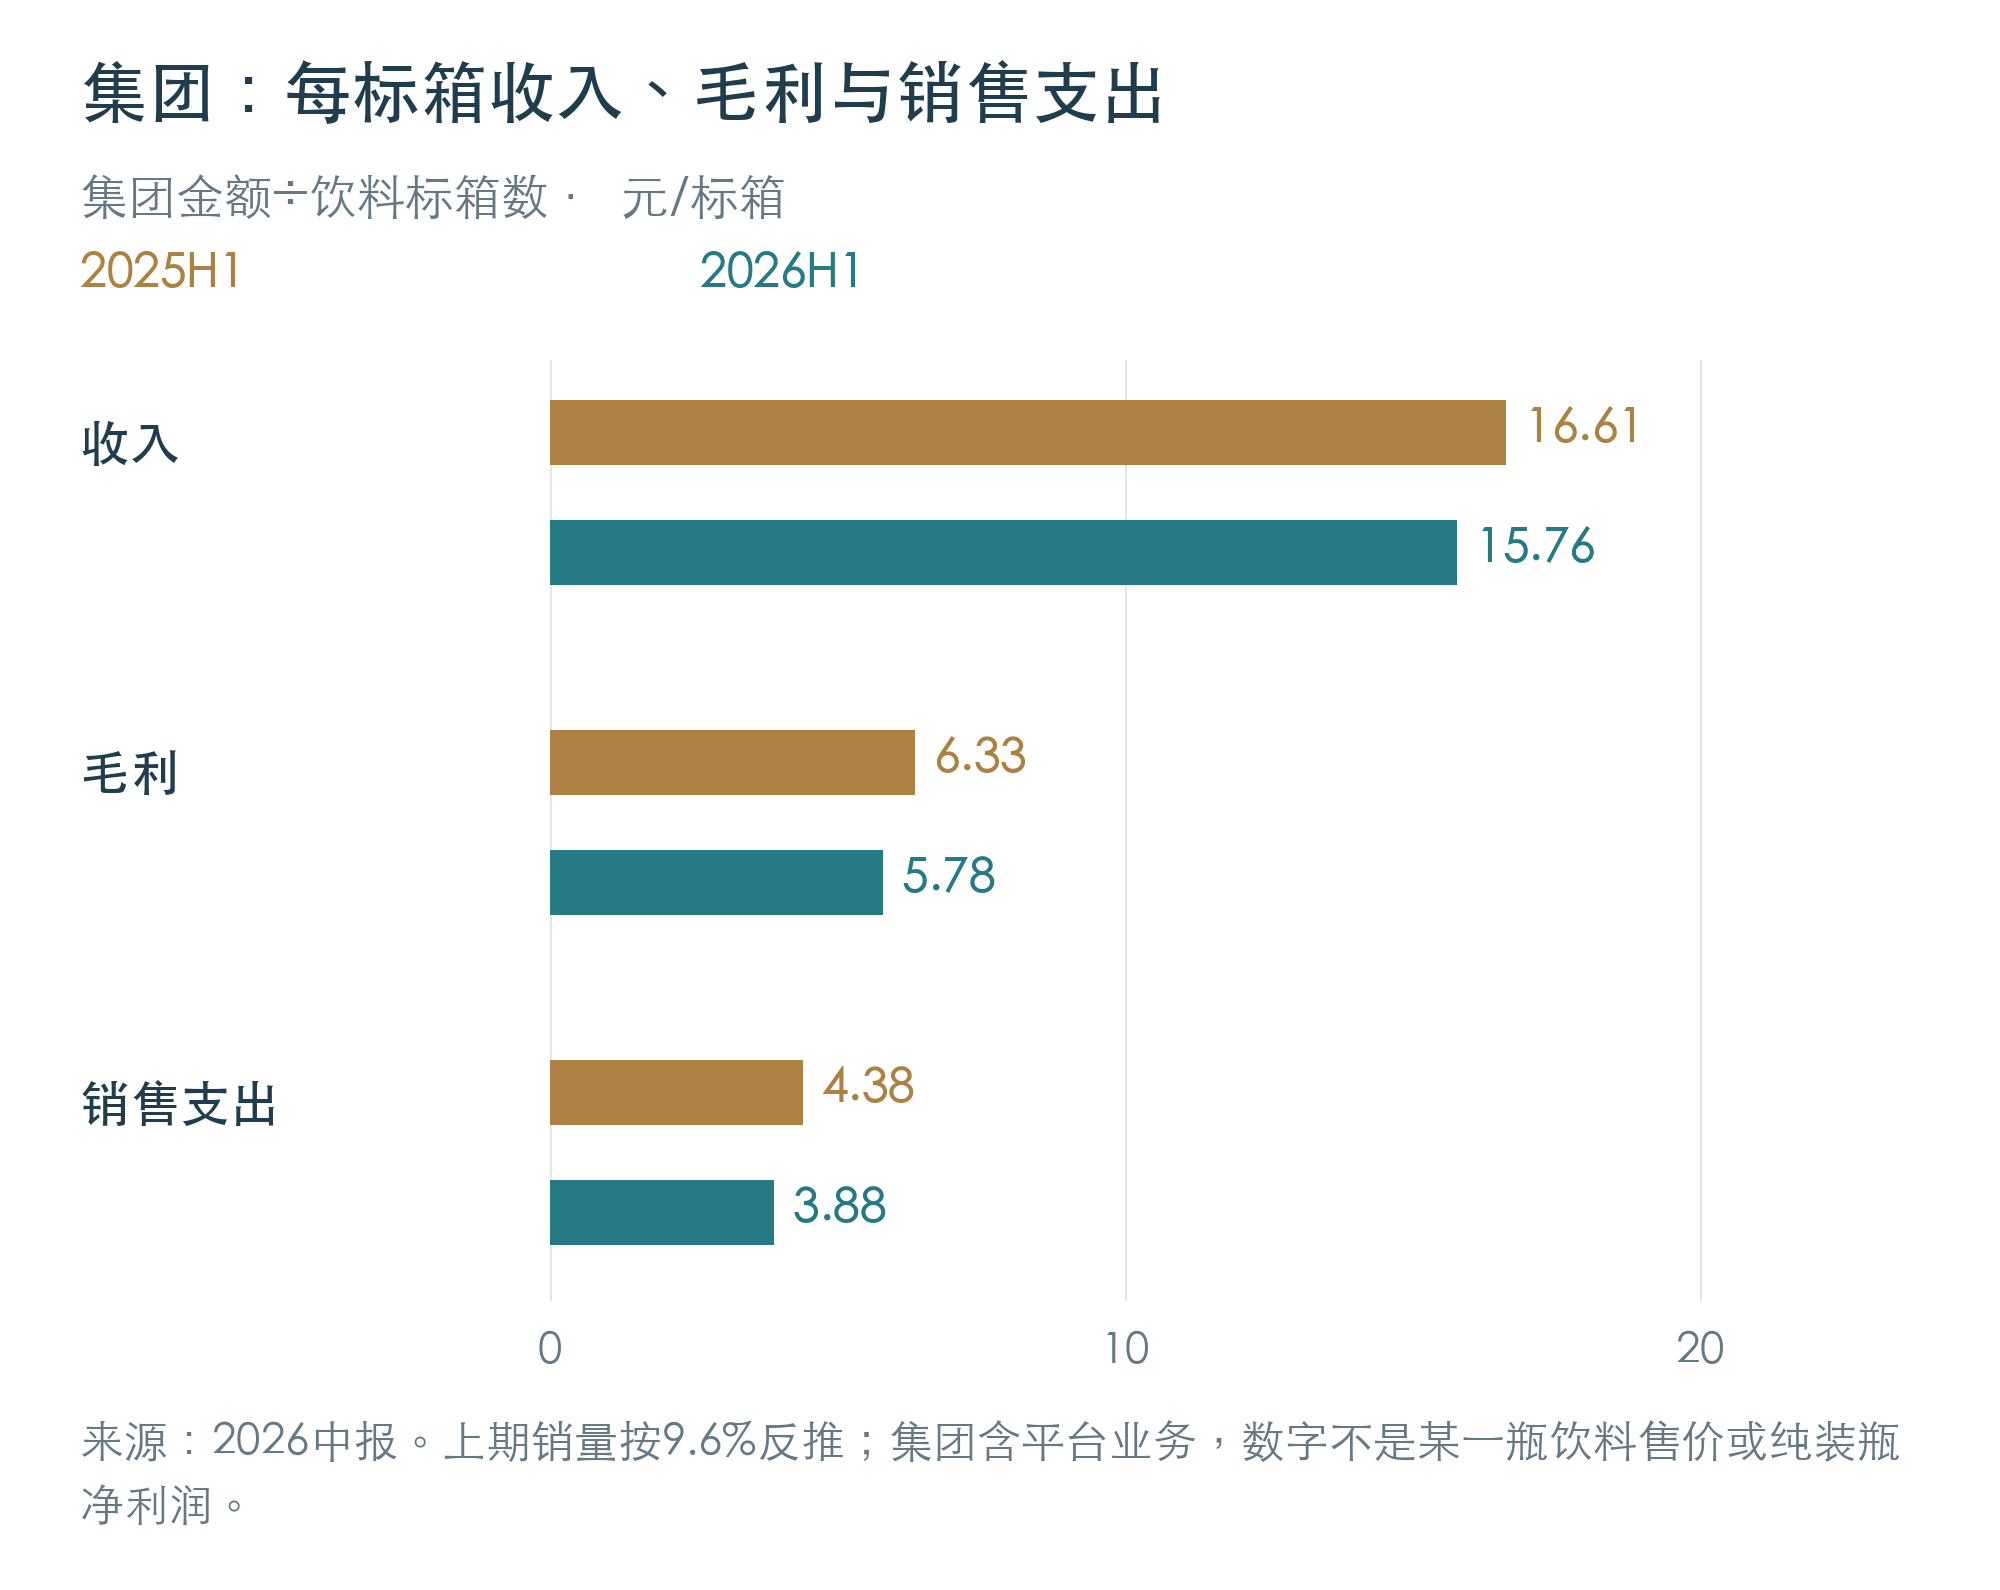 集团：每标箱收入、毛利与销售支出
集团金额÷饮料标箱数 · 元/标箱
2025H1 2026H1
收入
16.61
15.76
毛利
6.33
5.78
销售支出
4.38
3.88
0 10 20
来源：2026中报。上期销量按9.6%反推；集团含平台业务，数字不是某一瓶饮料售价或纯装瓶
净利润。